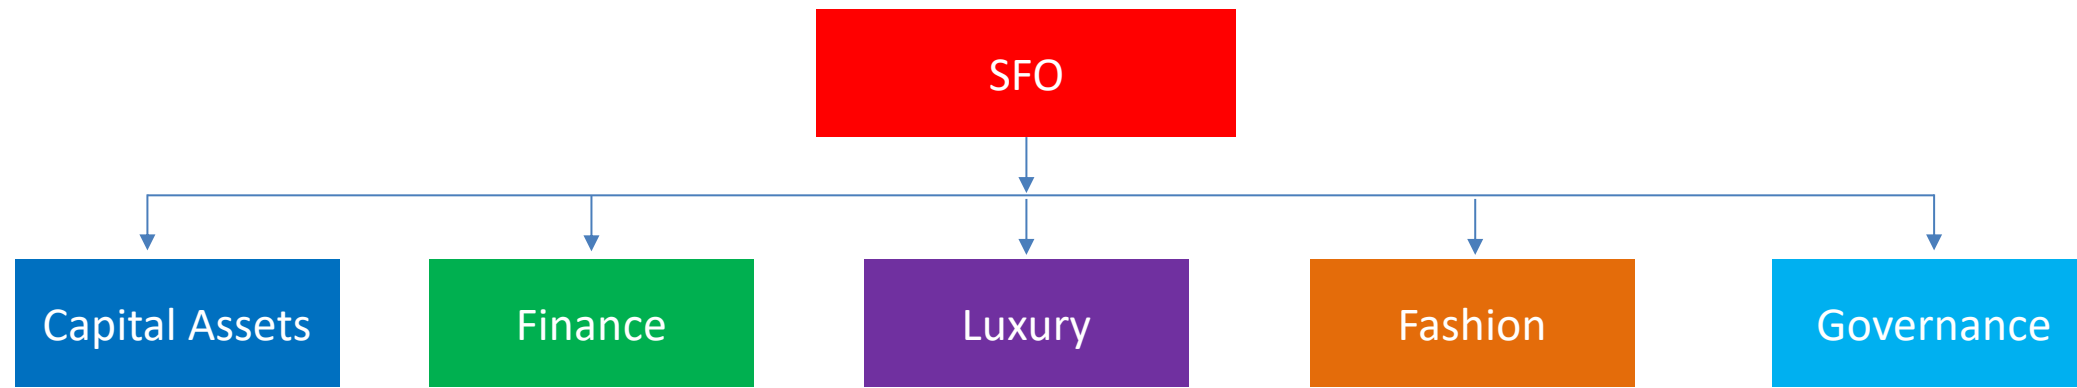 SFO
Capital Assets
Finance
Luxury
Fashion
Governance